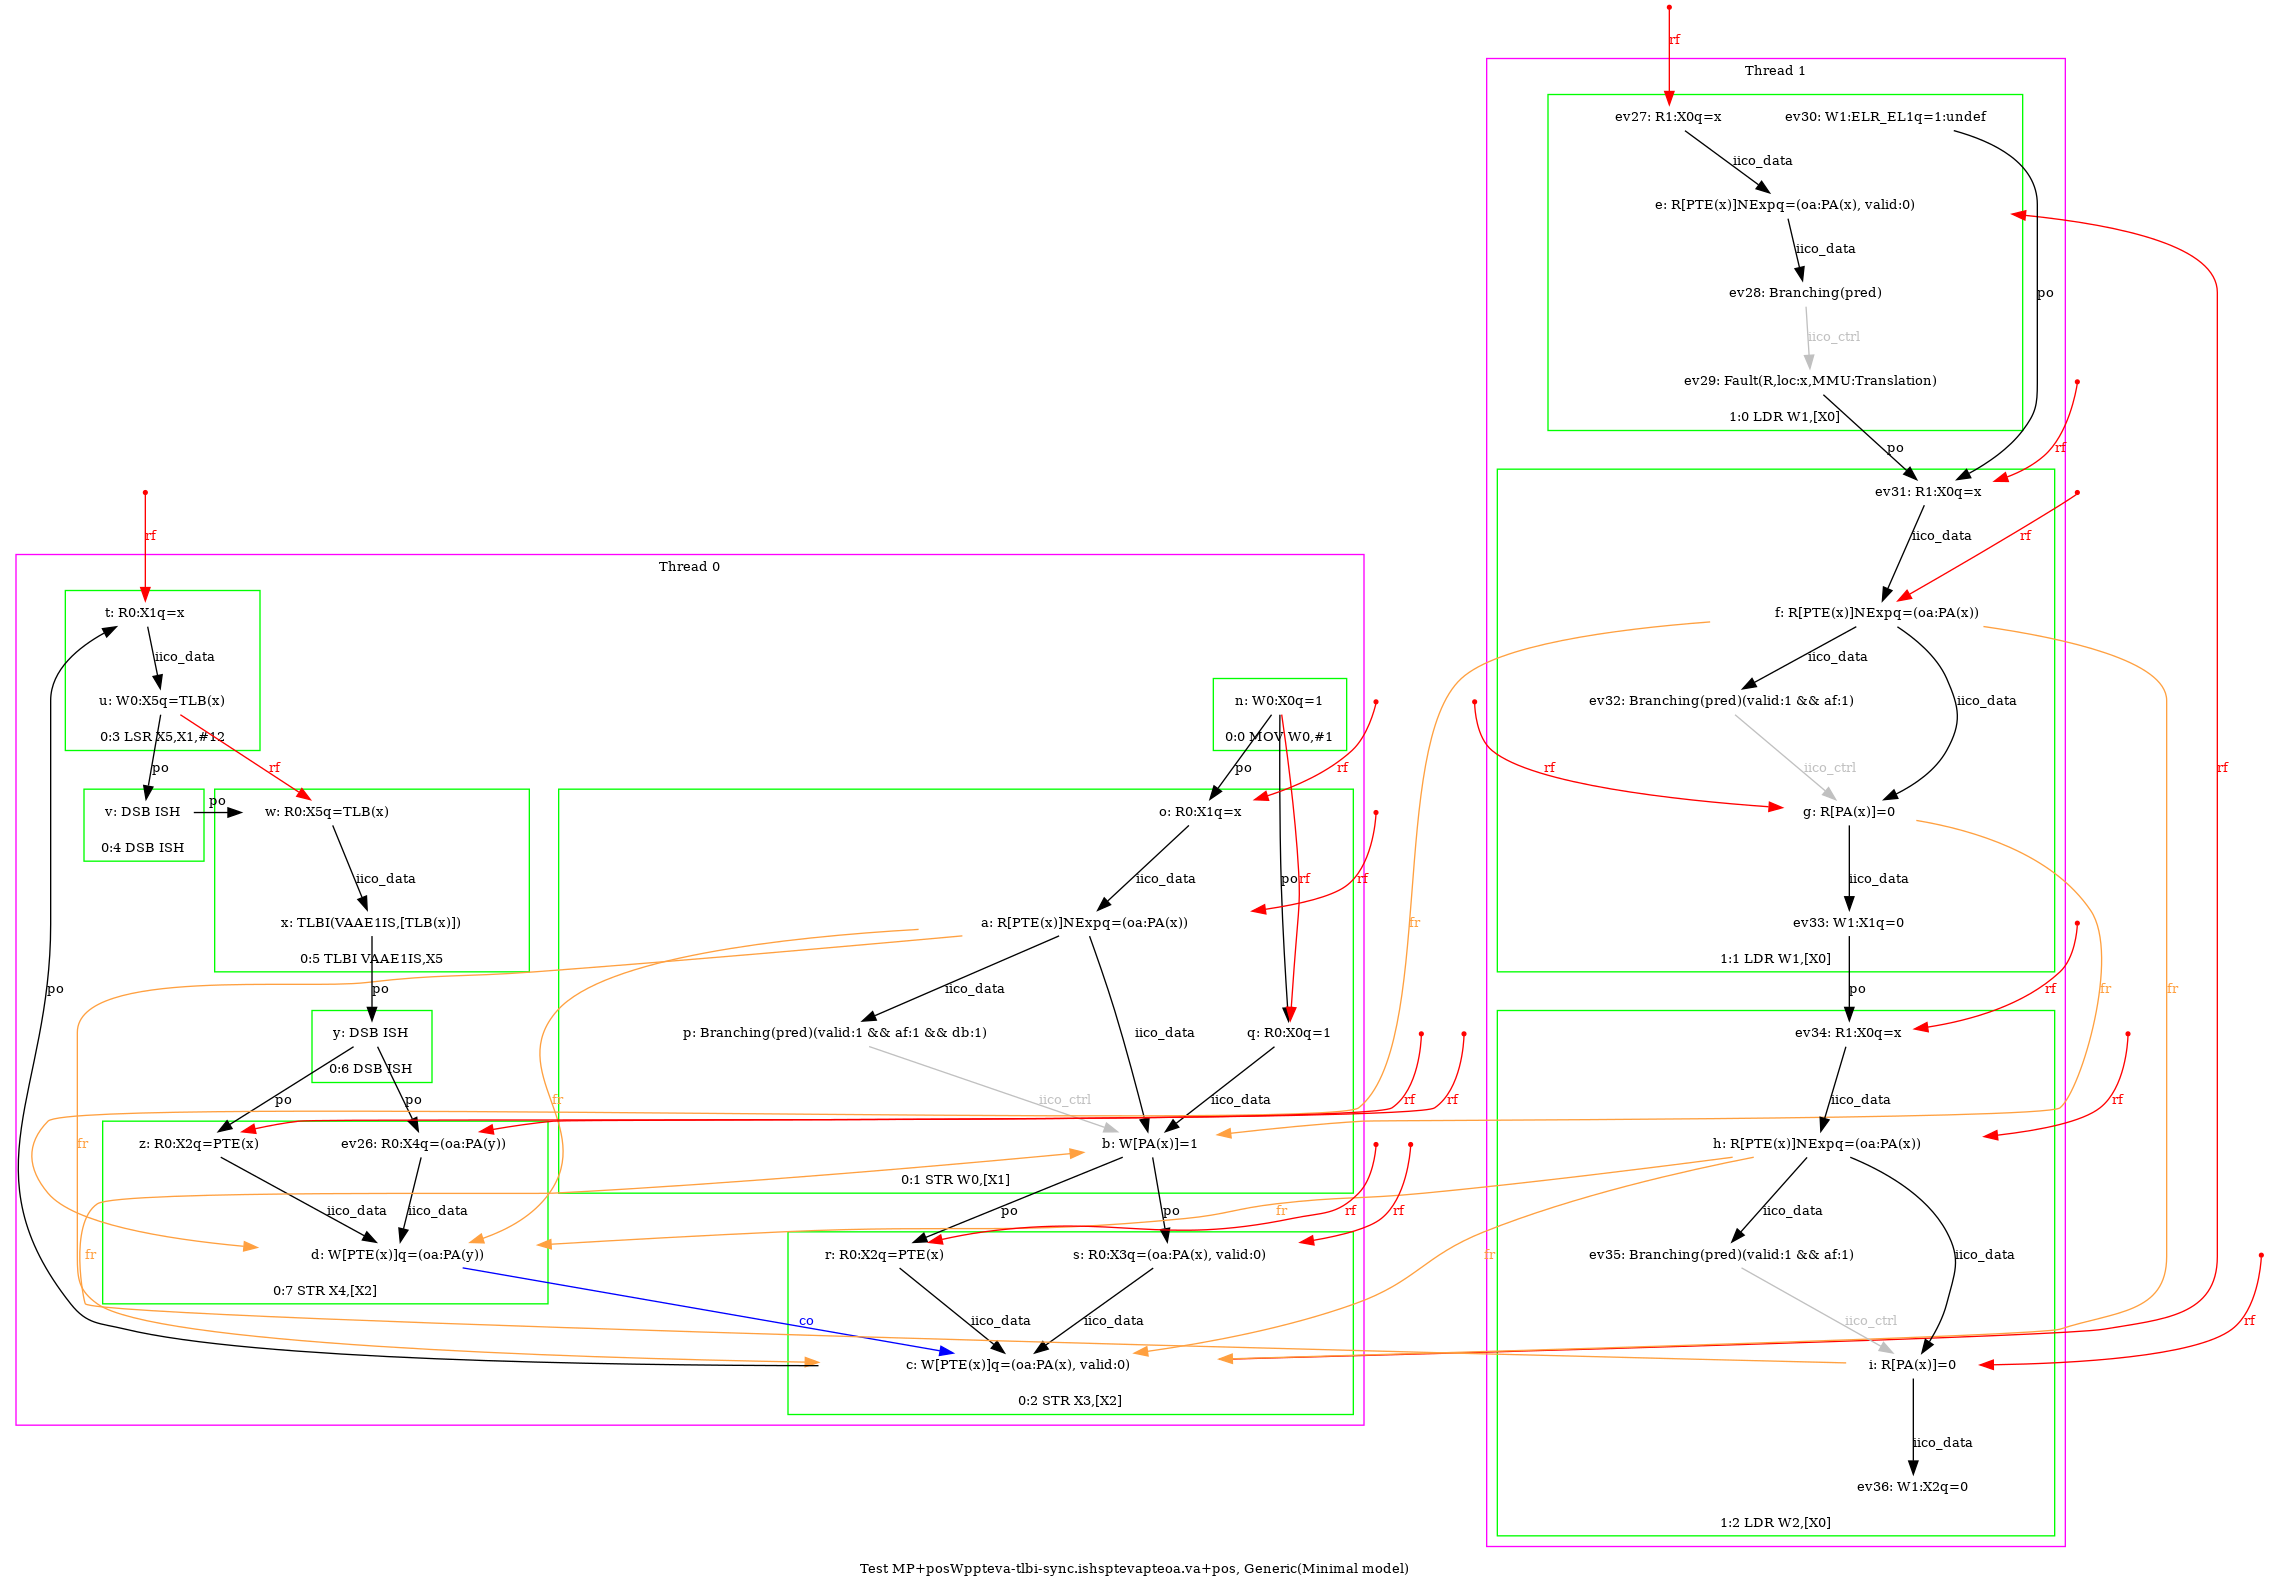 rf
Thread 1
ev27: R1:X0q=x
ev30: W1:ELR_EL1q=1:undef
iico_data
e: R[PTE(x)]NExpq=(oa:PA(x), valid:0)
iico_data
ev28: Branching(pred)
po
iico_ctrl
ev29: Fault(R,loc:x,MMU:Translation)
1:0 LDR W1,[X0]
po
rf
ev31: R1:X0q=x
rf
iico_data
rf
Thread 0
t: R0:X1q=x
f: R[PTE(x)]NExpq=(oa:PA(x))
iico_data
iico_data
u: W0:X5q=TLB(x)
n: W0:X0q=1
ev32: Branching(pred)(valid:1 && af:1)
iico_data
0:3 LSR X5,X1,#12
0:0 MOV W0,#1
po
rf
po
rf
rf
iico_ctrl
rf
v: DSB ISH
po
w: R0:X5q=TLB(x)
o: R0:X1q=x
g: R[PA(x)]=0
0:4 DSB ISH
iico_data
iico_data
po
rf
rf
iico_data
x: TLBI(VAAE1IS,[TLB(x)])
a: R[PTE(x)]NExpq=(oa:PA(x))
fr
ev33: W1:X1q=0
0:5 TLBI VAAE1IS,X5
1:1 LDR W1,[X0]
po
po
iico_data
po
rf
fr
fr
y: DSB ISH
p: Branching(pred)(valid:1 && af:1 && db:1)
iico_data
q: R0:X0q=1
ev34: R1:X0q=x
0:6 DSB ISH
po
po
fr
iico_ctrl
iico_data
rf
rf
iico_data
rf
fr
z: R0:X2q=PTE(x)
ev26: R0:X4q=(oa:PA(y))
b: W[PA(x)]=1
h: R[PTE(x)]NExpq=(oa:PA(x))
0:1 STR W0,[X1]
iico_data
iico_data
po
po
fr
rf
rf
iico_data
fr
d: W[PTE(x)]q=(oa:PA(y))
r: R0:X2q=PTE(x)
s: R0:X3q=(oa:PA(x), valid:0)
fr
ev35: Branching(pred)(valid:1 && af:1)
iico_data
0:7 STR X4,[X2]
co
iico_data
iico_data
iico_ctrl
rf
c: W[PTE(x)]q=(oa:PA(x), valid:0)
i: R[PA(x)]=0
0:2 STR X3,[X2]
iico_data
ev36: W1:X2q=0
1:2 LDR W2,[X0]
Test MP+posWppteva-tlbi-sync.ishsptevapteoa.va+pos, Generic(Minimal model)